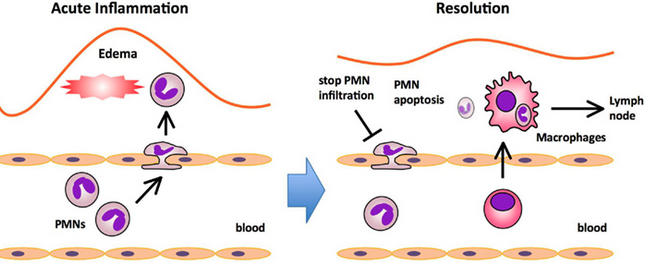 Acute Inflammation
Edema
PMNs
blood
Resolution
stop PMN
infiltration
PMN
apoptosis
Lymph
node
Macrophages
blood